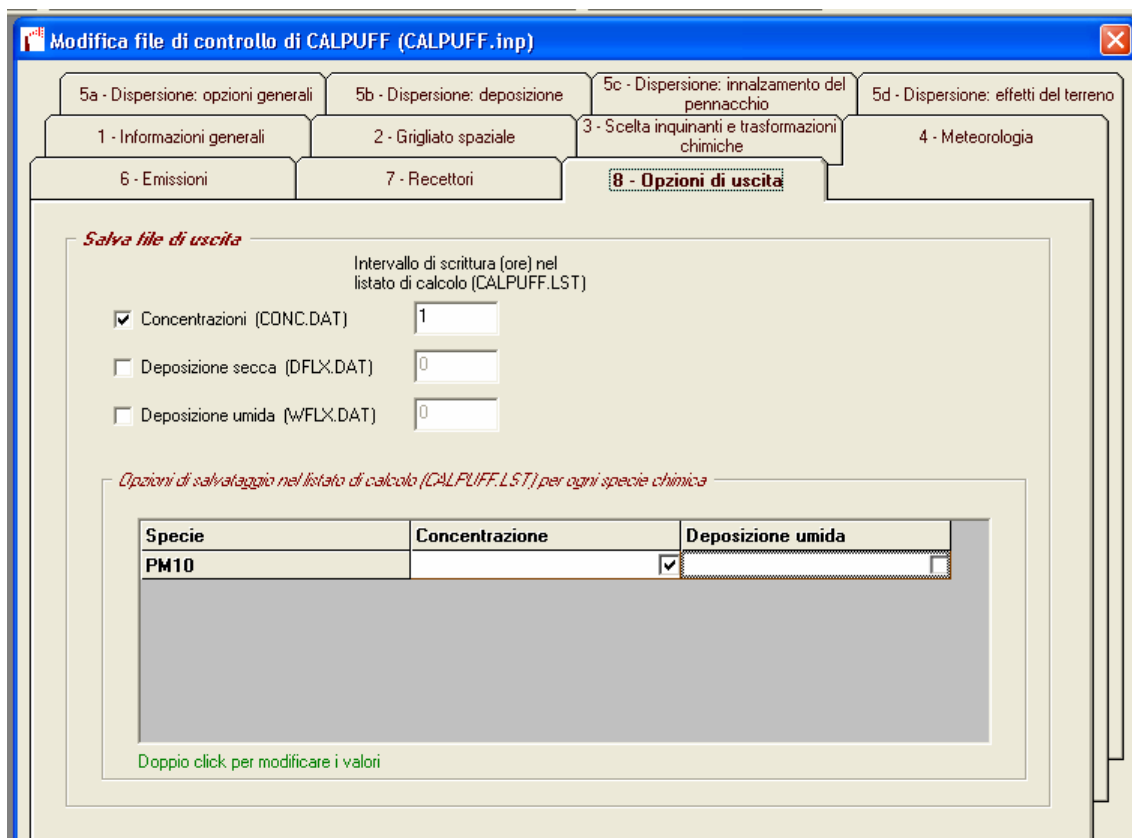 Modifica file di controllo di CALPUFF (CALPUFF.inp)
5a - Dispersione: opzioni generali
5b - Dispersione: deposizione
5c - Dispersione: innalzamento del
pennacchio
5d - Dispersione: effetti del terreno
1 - Informazioni generali
2 - Grigliato spaziale
3 - Scelta inquinanti e trasformazioni
chimiche
4 - Meteorologia
6 - Emissioni
7 - Recettori
8 - Opzioni di uscita
Salva file di uscita
Intervallo di scrittura (ore) nel
listato di calcolo (CALPUFF.LST)
Concentrazioni (CONC.DAT)
1
Deposizione secca (DFLX.DAT)
0
Deposizione umida (WFLX.DAT)
0
Opzioni di salvataggio nel listato di calcolo (CALPUFF.LST) per ogni specie chimica
Specie Concentrazione Deposizione umida
PM10
Doppio click per modificare i valori